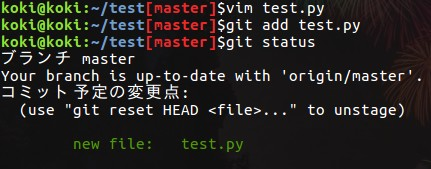 koki@koki:~/test[master]$vim test.py
koki@koki:~/test[master]$git add test.py
koki@koki:~/test[master]$git status
ブランチ master
Your branch is up-to-date with 'origin/master'.
コミット予定の変更点:
  (use "git reset HEAD <file>..." to unstage)
        new file:   test.py